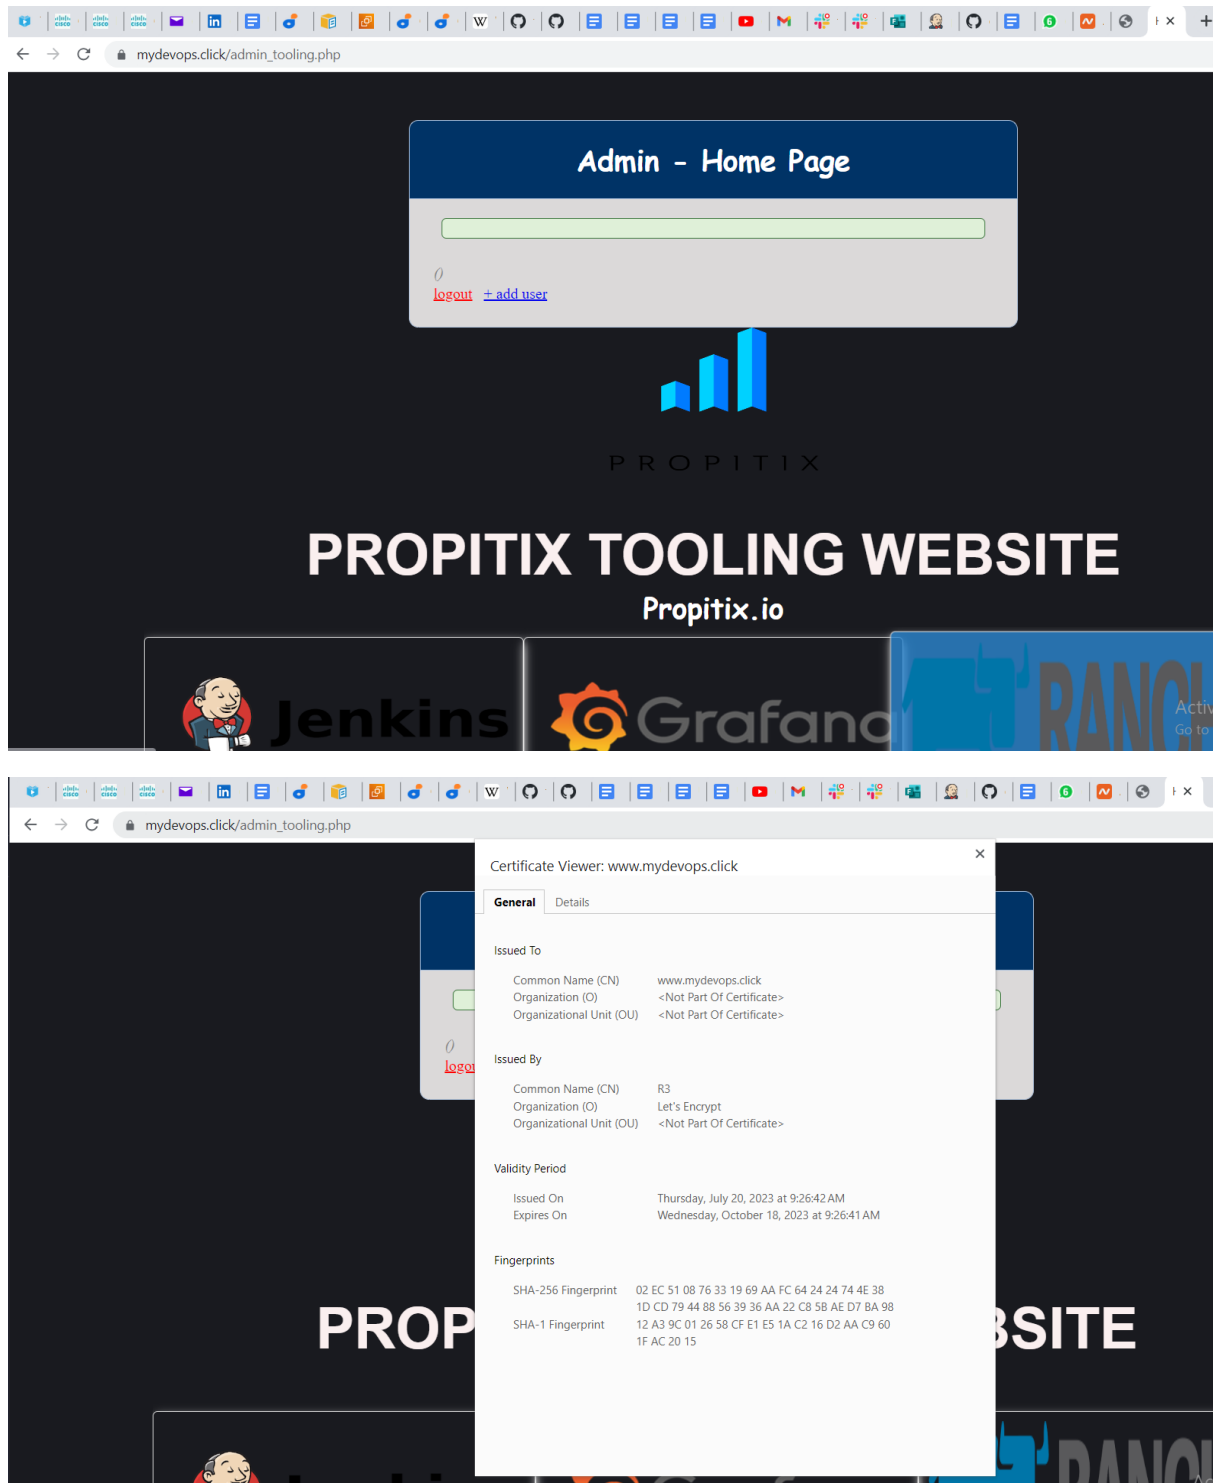 mydevops.click/admin_tooling.php
Admin - Home Page
()
logout + add user
PROPITIX
PROPITIX TOOLING WEBSITE
Propitix.io
Jenkins
Grafana
Go to
mydevops.click/admin_tooling.php
Certificate Viewer: www.mydevops.click
General Details
Issued To
Common Name (CN) www.mydevops.click
Organization (O) <Not Part Of Certificate>
Organizational Unit (OU) <Not Part Of Certificate>
Issued By
Common Name (CN) R3
Organization (O) Let's Encrypt
Organizational Unit (OU) <Not Part Of Certificate>
Validity Period
Issued On Thursday, July 20, 2023 at 9:26:42 AM
Expires On Wednesday, October 18, 2023 at 9:26:41 AM
Fingerprints
SHA-256 Fingerprint 02 EC 51 08 76 33 19 69 AA FC 64 24 24 74 4E 38
1D CD 79 44 88 56 39 36 AA 22 C8 5B AE D7 BA 98
SHA-1 Fingerprint 12 A3 9C 01 26 58 CF E1 E5 1A C2 16 D2 AA C9 60
1F AC 20 15